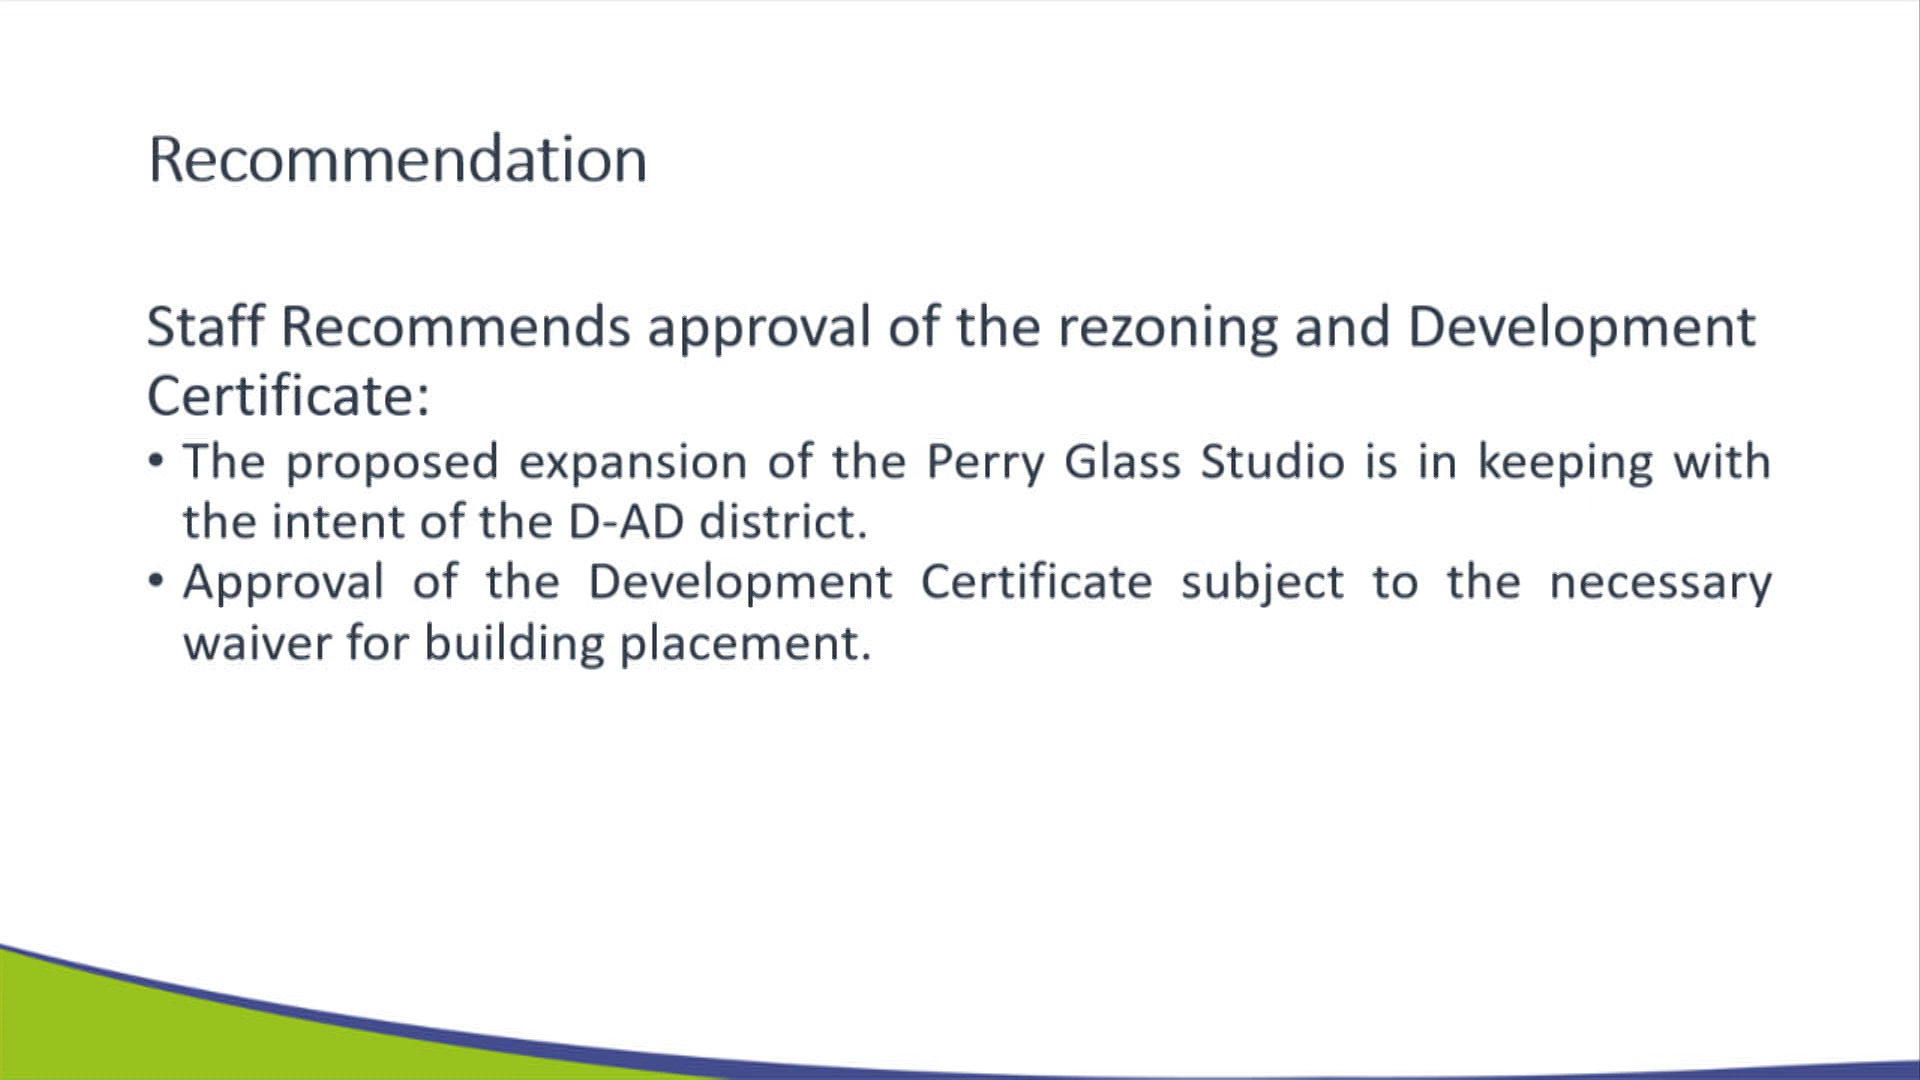 Recommendation
Staff Recommends approval of the rezoning and Development
Certificate:
• The proposed expansion of the Perry Glass Studio is in keeping with
the intent of the D-AD district.
• Approval of the Development Certificate subject to the necessary
waiver for building placement.